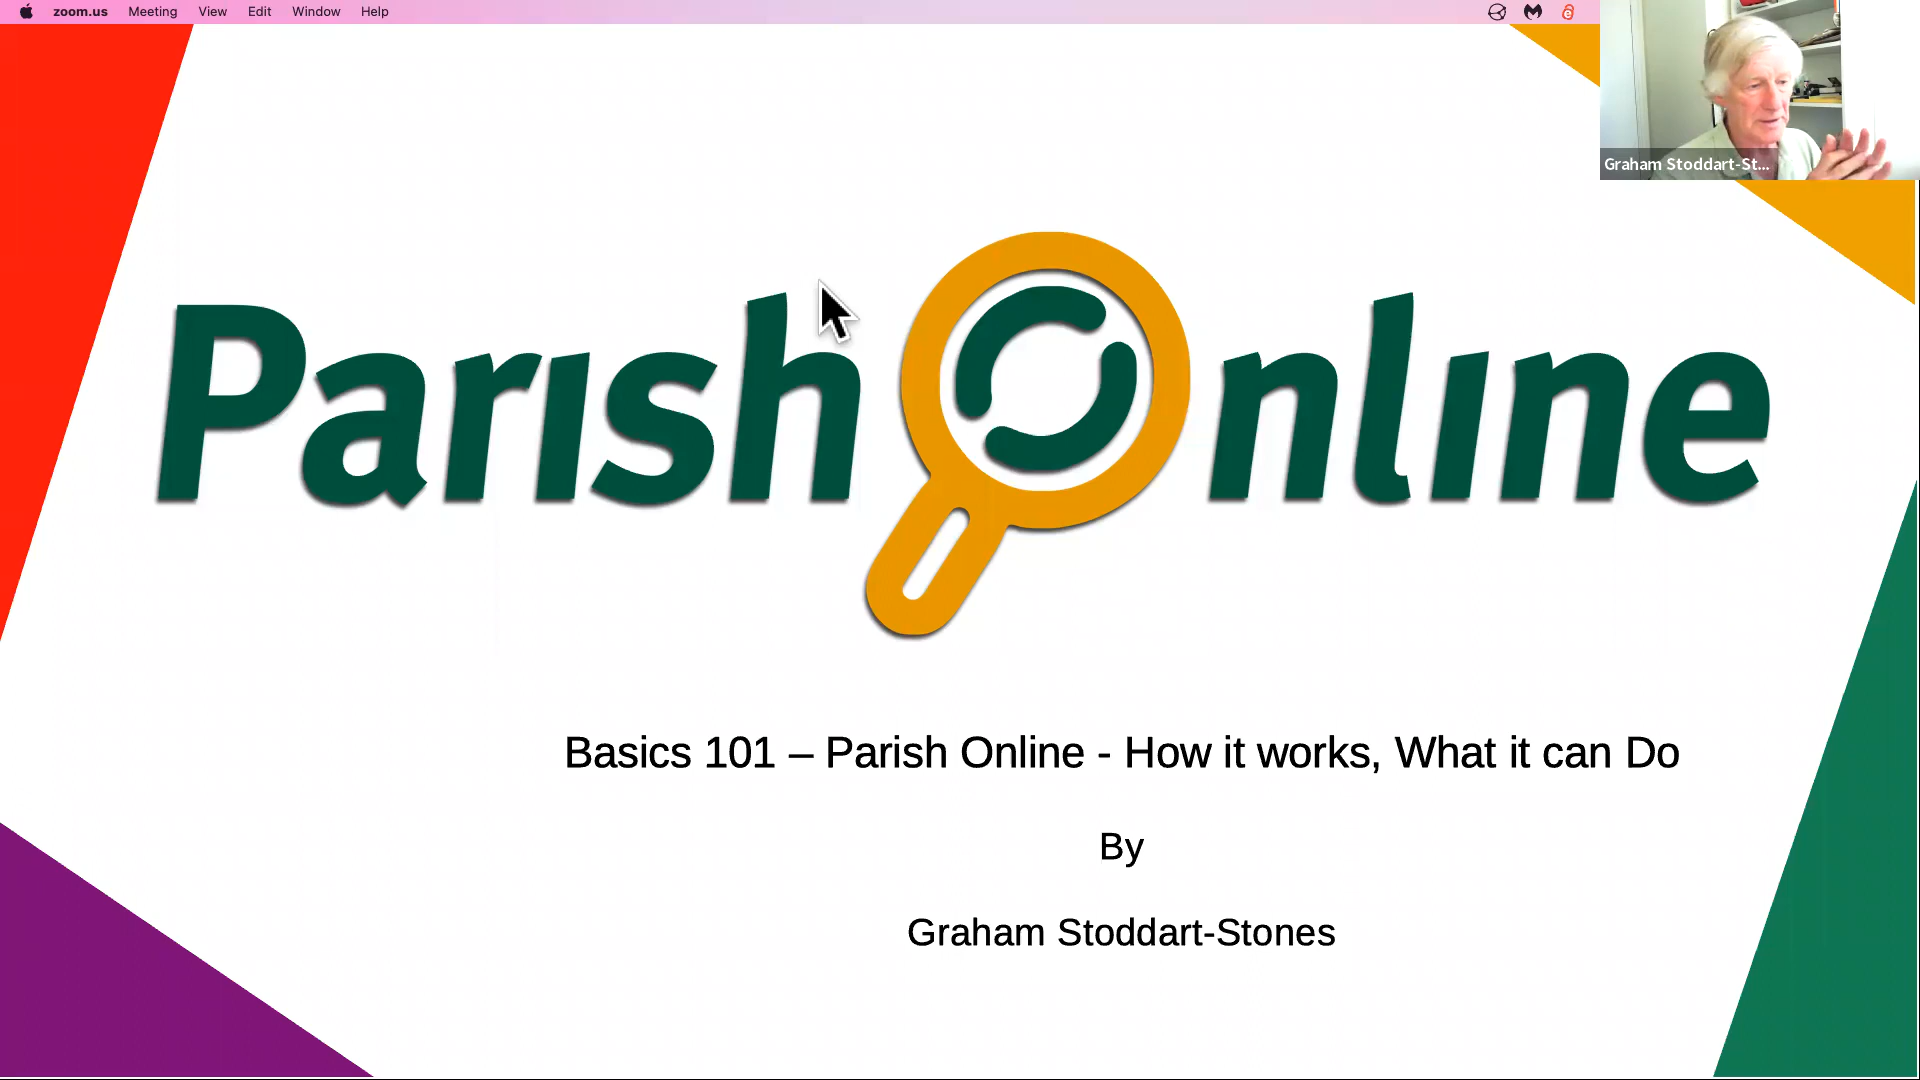 zoom.us Meeting View Edit Window Help
Graham Stoddart-St...
Parish Online
Basics 101 – Parish Online - How it works, What it can Do
By
Graham Stoddart-Stones